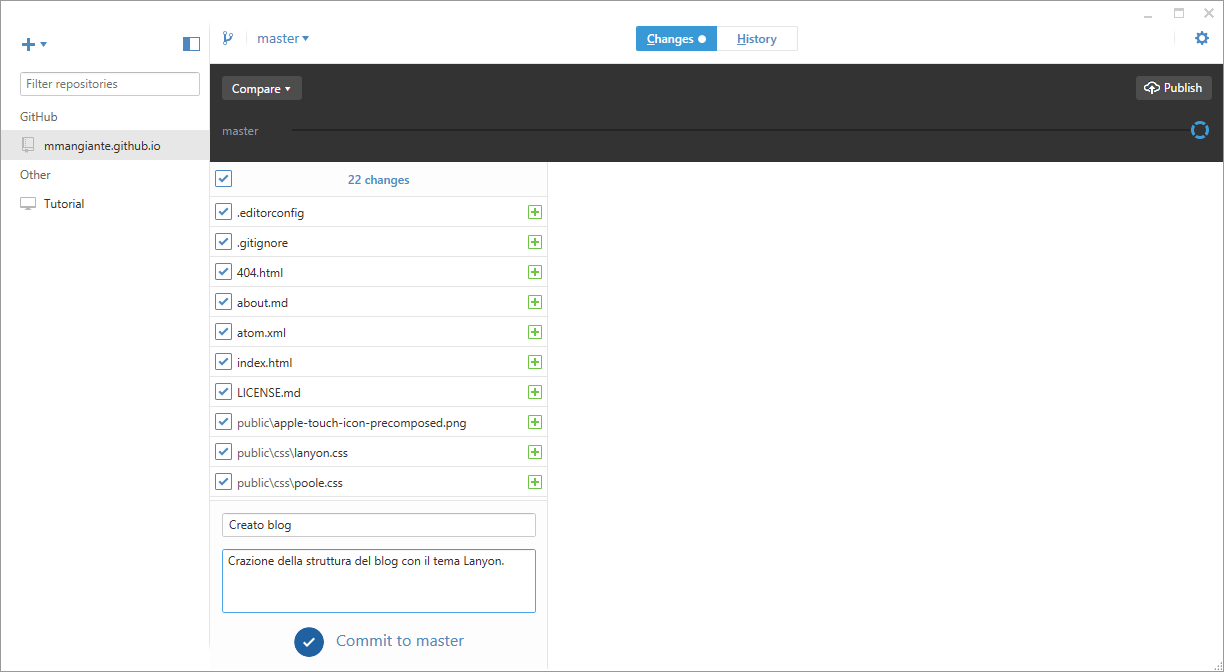 master
Changes
History
Filter repositories
GitHub
mmangiante.github.io
Other
Tutorial
Compare
Publish
master
22 changes
.editorconfig
.gitignore
404.html
about.md
atom.xml
index.html
LICENSE.md
public\apple-touch-icon-precomposed.png
public\css\lanyon.css
public\css\poole.css
Creato blog
Crazione della struttura del blog con il tema Lanyon.
Commit to master